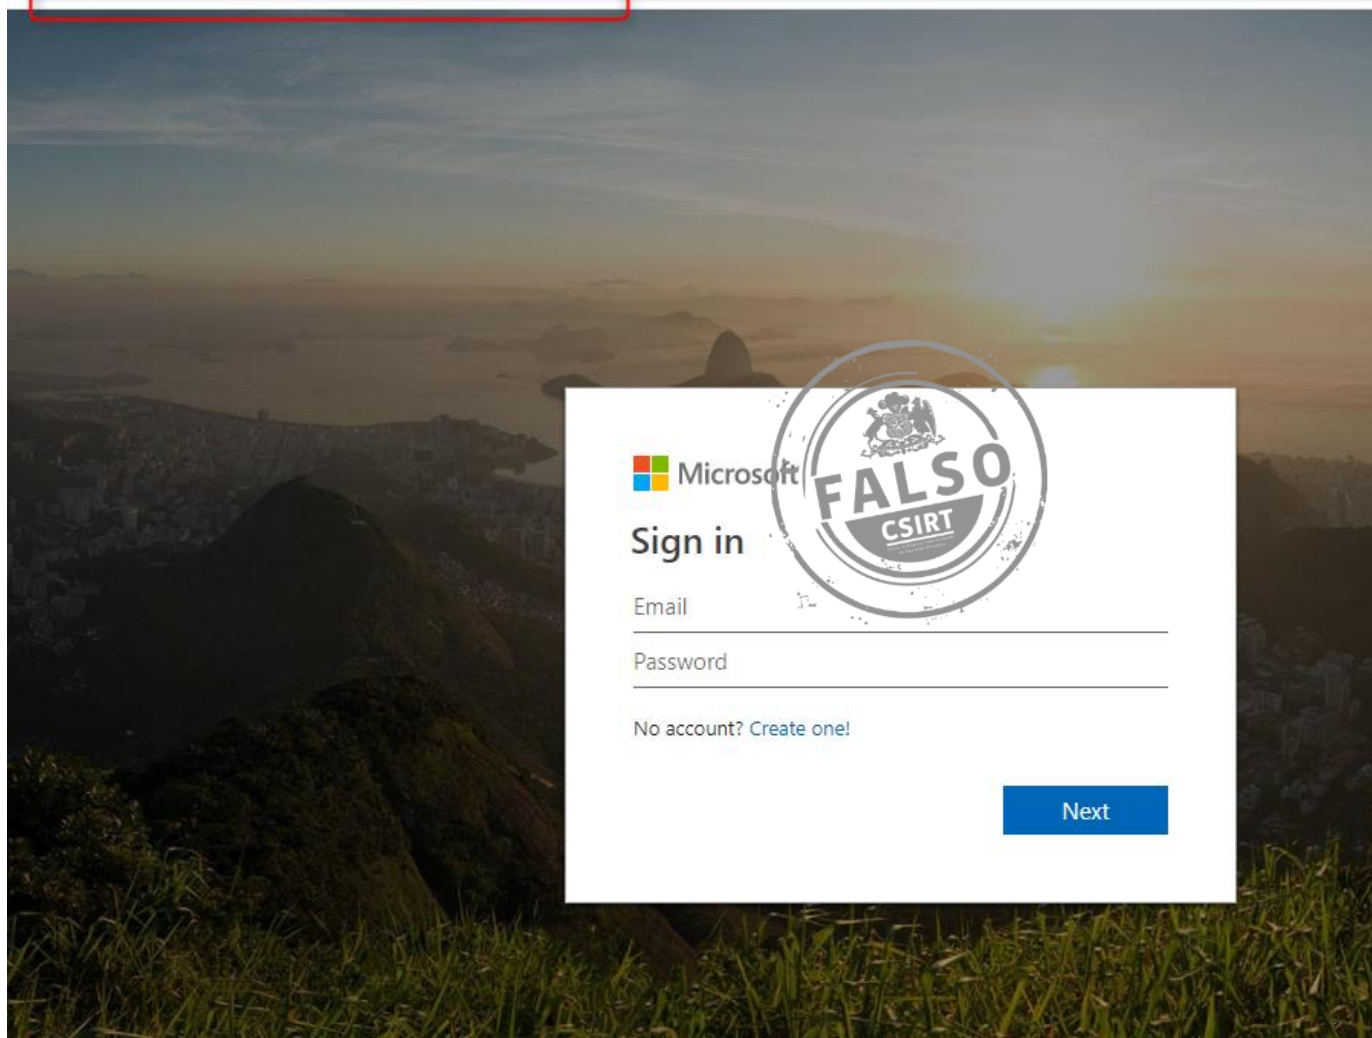 Microsoft
FALSO
CSIRT
Sign in
Email
Password
No account? Create one!
Next